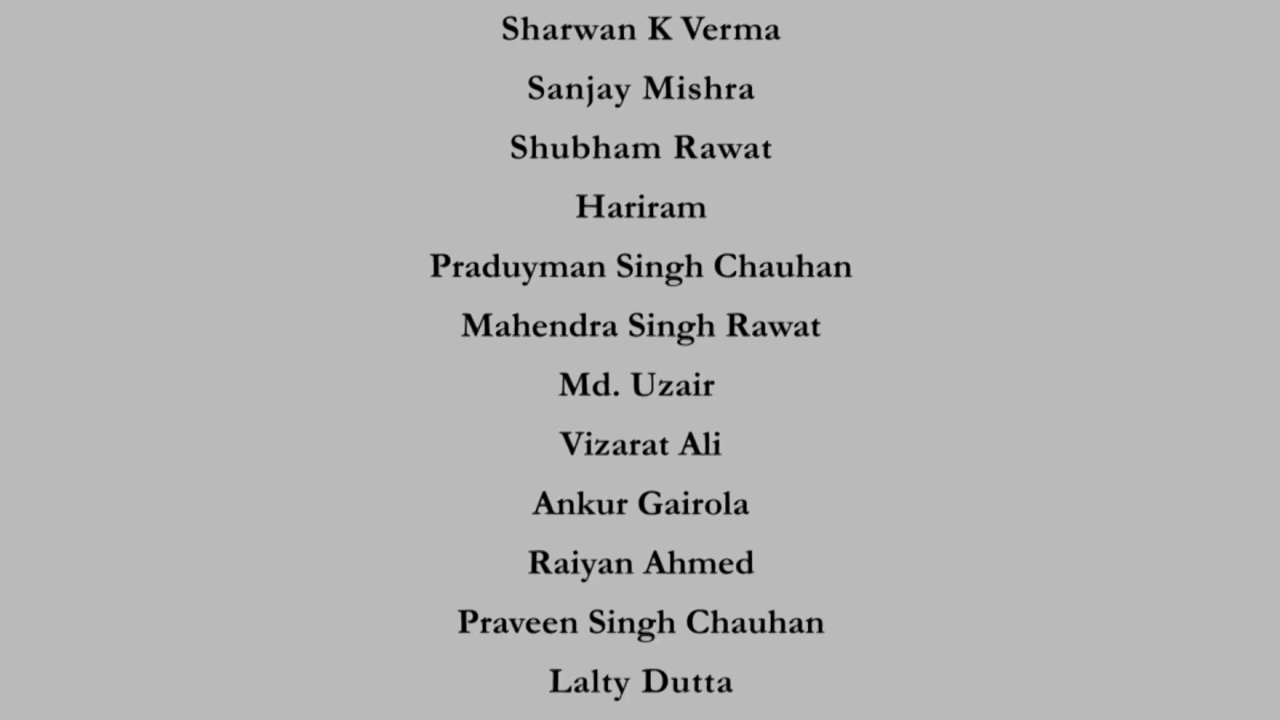 Sharwan K Verma
Sanjay Mishra
Shubham Rawat
Hariram
Praduyman Singh Chauhan
Mahendra Singh Rawat
Md. Uzair
Vizarat Ali
Ankur Gairola
Raiyan Ahmed
Praveen Singh Chauhan
Lalty Dutta